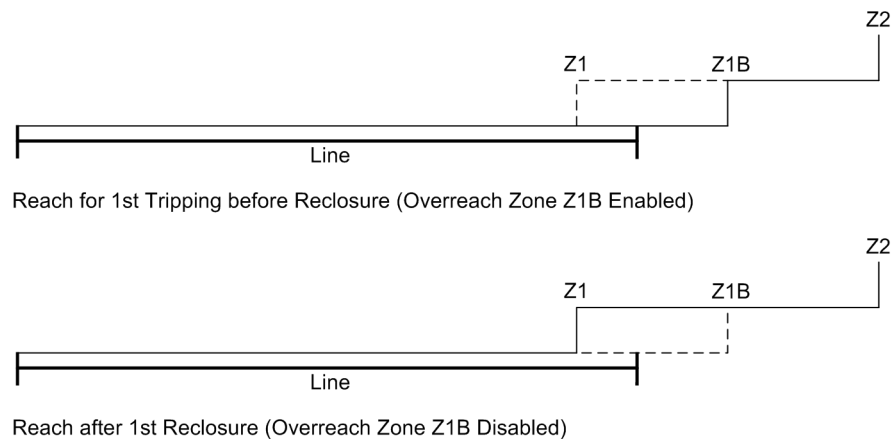 Z2
Z1 Z1B
Line
Reach for 1st Tripping before Reclosure (Overreach Zone Z1B Enabled)
Z2
Z1 Z1B
Line
Reach after 1st Reclosure (Overreach Zone Z1B Disabled)